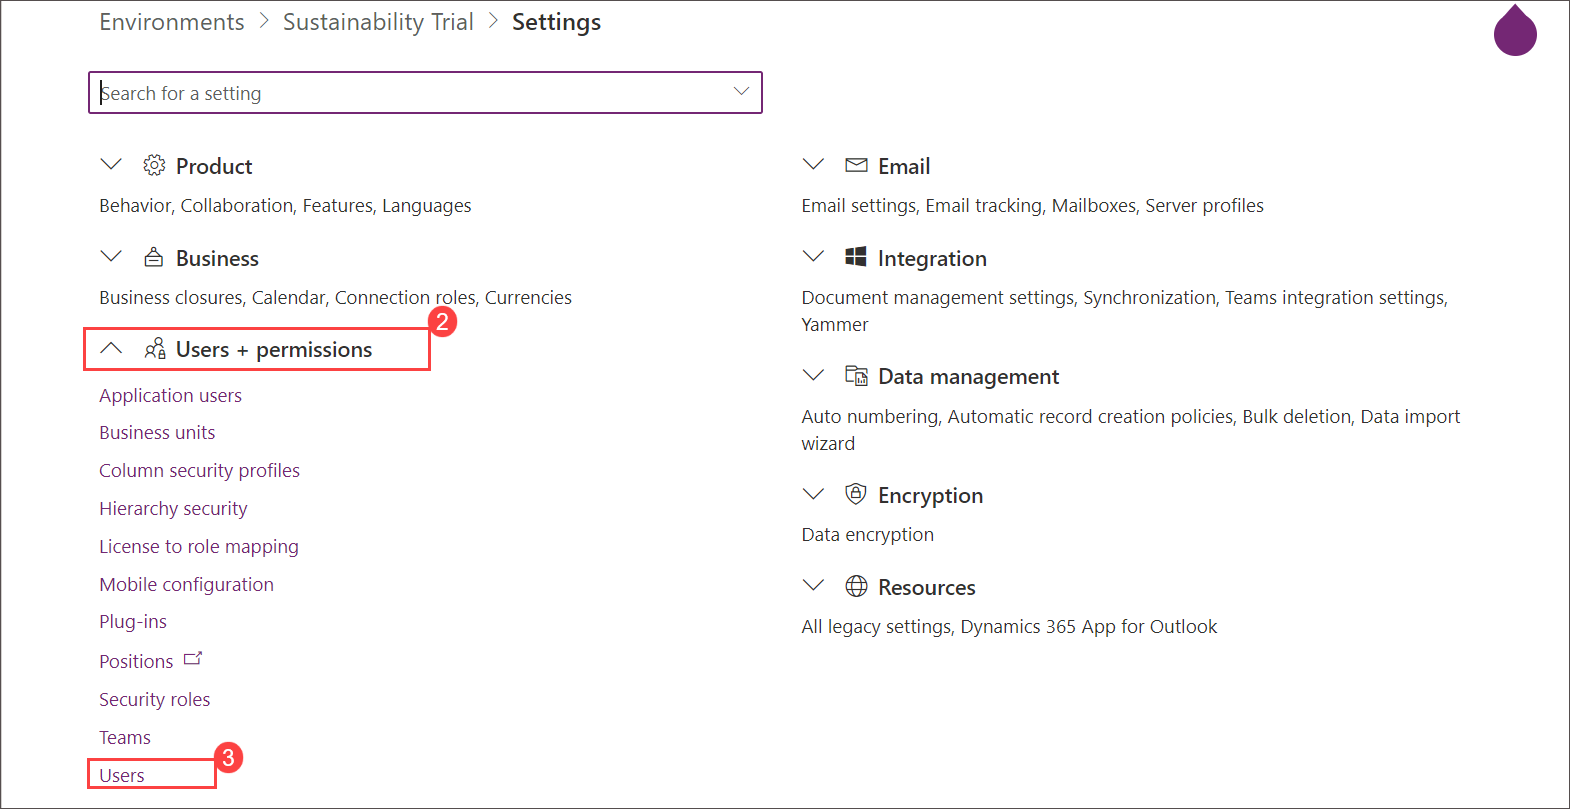 Environments > Sustainability Trial > Settings
Search for a setting
Product
Behavior, Collaboration, Features, Languages
Business
Business closures, Calendar, Connection roles, Currencies
2
Users + permissions
Application users
Business units
Column security profiles
Hierarchy security
License to role mapping
Mobile configuration
Plug-ins
Positions
Security roles
Teams
3
Users
Email
Email settings, Email tracking, Mailboxes, Server profiles
Integration
Document management settings, Synchronization, Teams integration settings,
Yammer
Data management
Auto numbering, Automatic record creation policies, Bulk deletion, Data import
wizard
Encryption
Data encryption
Resources
All legacy settings, Dynamics 365 App for Outlook